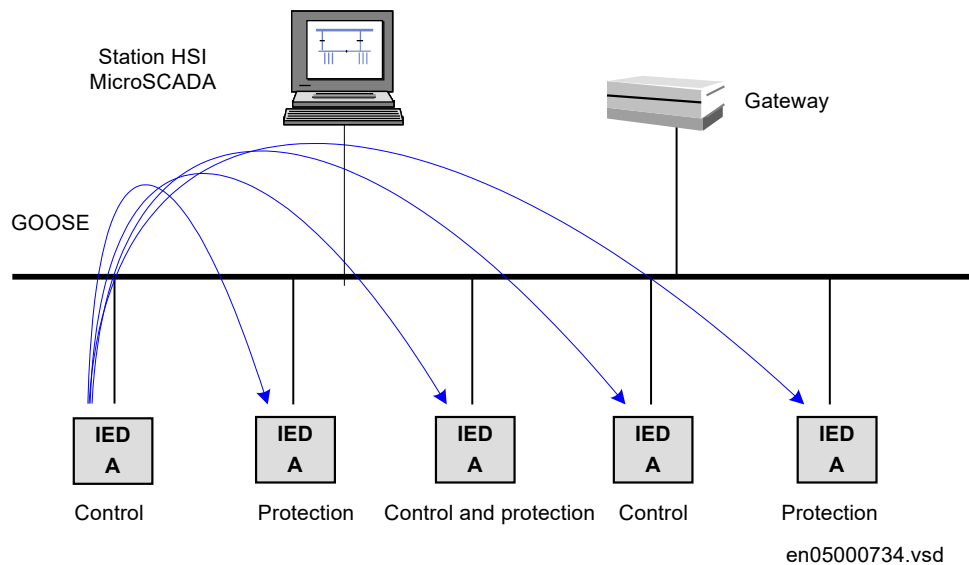 Station HSI
MicroSCADA
Gateway
GOOSE
IED
A
IED
A
IED
A
IED
A
IED
A
Control
Protection
Control and protection
Control
Protection
en05000734.vsd